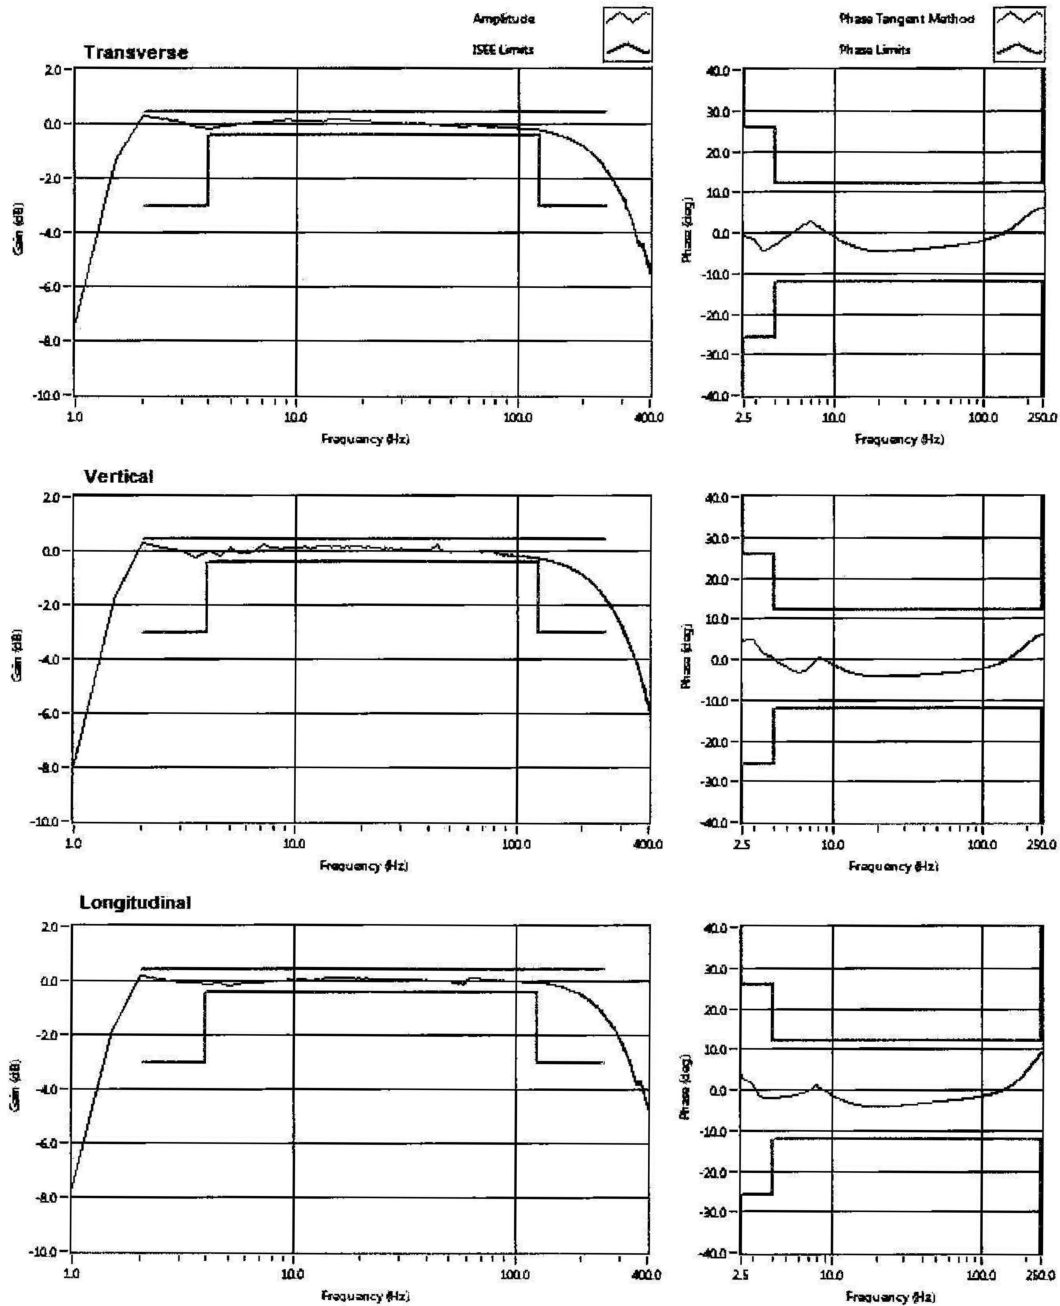 Amplitude
ISEE Limits
Phase Tangent Method
Phase Limits
Transverse
2.0
0.0
-2.0
-4.0
-6.0
-8.0
-10.0
Gain (dB)
1.0 10.0 100.0 400.0
Frequency (Hz)
40.0
30.0
20.0
10.0
0.0
-10.0
-20.0
-30.0
-40.0
Phase (deg)
2.5 10.0 100.0 250.0
Frequency (Hz)
Vertical
2.0
0.0
-2.0
-4.0
-6.0
-8.0
-10.0
Gain (dB)
1.0 10.0 100.0 400.0
Frequency (Hz)
40.0
30.0
20.0
10.0
0.0
-10.0
-20.0
-30.0
-40.0
Phase (deg)
2.5 10.0 100.0 250.0
Frequency (Hz)
Longitudinal
2.0
0.0
-2.0
-4.0
-6.0
-8.0
-10.0
Gain (dB)
1.0 10.0 100.0 400.0
Frequency (Hz)
40.0
30.0
20.0
10.0
0.0
-10.0
-20.0
-30.0
-40.0
Phase (deg)
2.5 10.0 100.0 250.0
Frequency (Hz)